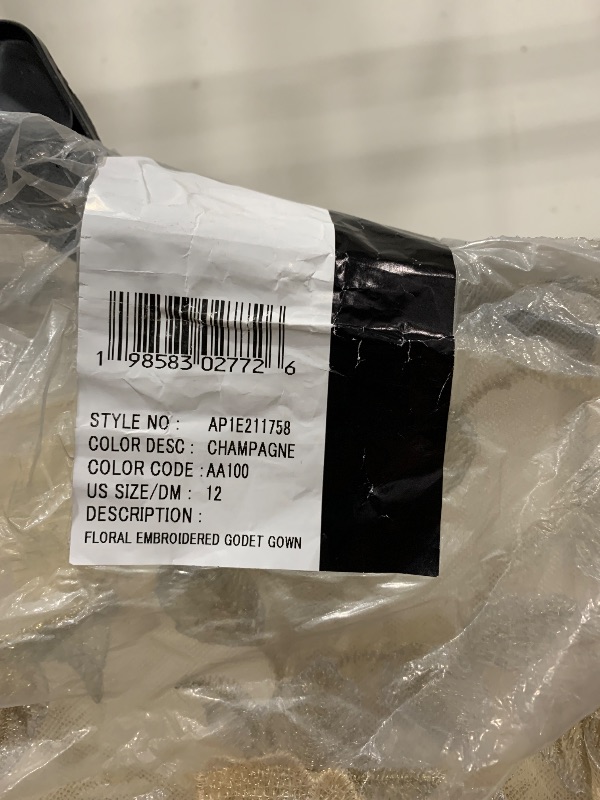 1 98583 02772 6
STYLE NO : AP1E211758
COLOR DESC : CHAMPAGNE
COLOR CODE : AA100
US SIZE/DM : 12
DESCRIPTION :
FLORAL EMBROIDERED GODET GOWN